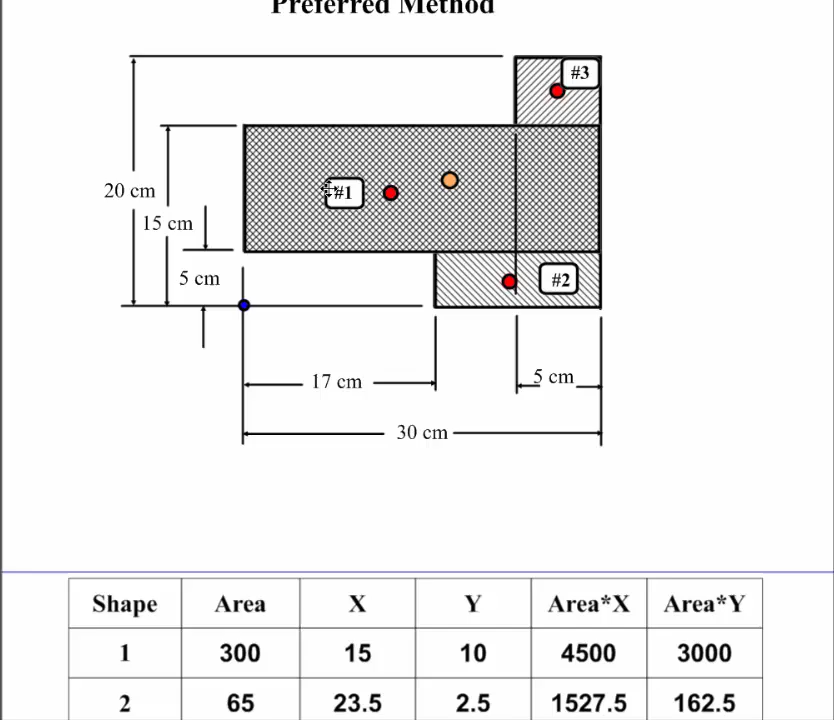 Preferred Method
#3
20 cm
#1
15 cm
5 cm
#2
17 cm
5 cm
30 cm
Shape Area X Y Area*X Area*Y
1 300 15 10 4500 3000
2 65 23.5 2.5 1527.5 162.5